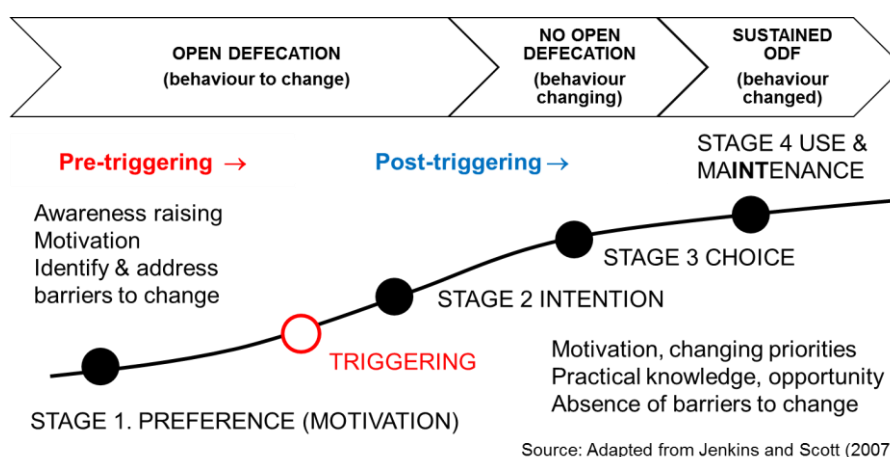 OPEN DEFECATION
(behaviour to change)
NO OPEN
DEFECATION
(behaviour
changing)
SUSTAINED
ODF
(behaviour
changed)
Pre-triggering →
Post-triggering→
STAGE 4 USE &
MAINTENANCE
Awareness raising
Motivation
Identify & address
barriers to change
STAGE 3 CHOICE
STAGE 2 INTENTION
TRIGGERING
Motivation, changing priorities
Practical knowledge, opportunity
Absence of barriers to change
STAGE 1. PREFERENCE (MOTIVATION)
Source: Adapted from Jenkins and Scott (2007